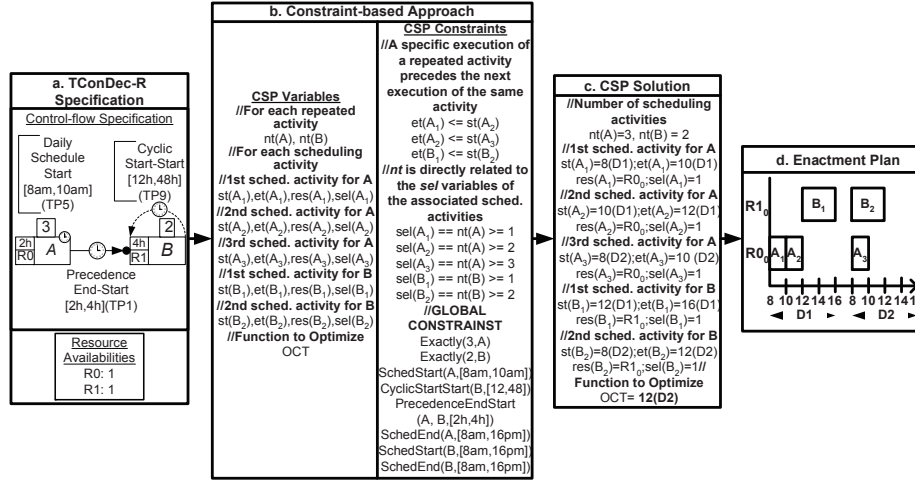 a. TConDec-R
Specification
Control-flow Specification
Daily
Schedule
Start
[8am,10am]
(TP5)
Cyclic
Start-Start
[12h,48h]
(TP9)
3
2
2h
R0
A
4h
R1
B
Precedence
End-Start
[2h,4h](TP1)
Resource
Availabilities
R0: 1
R1: 1
b. Constraint-based Approach
CSP Variables
//For each repeated
activity
nt(A), nt(B)
//For each scheduling
activity
//1st sched. activity for A
st(A1),et(A1),res(A1),sel(A1)
//2nd sched. activity for A
st(A2),et(A2),res(A2),sel(A2)
//3rd sched. activity for A
st(A3),et(A3),res(A3),sel(A3)
//1st sched. activity for B
st(B1),et(B1),res(B1),sel(B1)
//2nd sched. activity for B
st(B2),et(B2),res(B2),sel(B2)
//Function to Optimize
OCT
CSP Constraints
//A specific execution of
a repeated activity
precedes the next
execution of the same
activity
et(A1) <= st(A2)
et(A2) <= st(A3)
et(B1) <= st(B2)
//nt is directly related to
the sel variables of
the associated sched.
activities
sel(A1) == nt(A) >= 1
sel(A2) == nt(A) >= 2
sel(A3) == nt(A) >= 3
sel(B1) == nt(B) >= 1
sel(B2) == nt(B) >= 2
//GLOBAL
CONSTRAINST
Exactly(3,A)
Exactly(2,B)
SchedStart(A,[8am,10am])
CyclicStartStart(B,[12,48])
PrecedenceEndStart
(A, B,[2h,4h])
SchedEnd(A,[8am,16pm])
SchedStart(B,[8am,16pm])
SchedEnd(B,[8am,16pm])
c. CSP Solution
//Number of scheduling
activities
nt(A)=3, nt(B) = 2
//1st sched. activity for A
st(A1)=8(D1);et(A1)=10(D1)
res(A1)=R00;sel(A1)=1
//2nd sched. activity for A
st(A2)=10(D1);et(A2)=12(D1)
res(A2)=R00;sel(A2)=1
//3rd sched. activity for A
st(A3)=8(D2);et(A3)=10 (D2)
res(A3)=R00;sel(A3)=1
//1st sched. activity for B
st(B1)=12(D1);et(B1)=16(D1)
res(B1)=R10;sel(B1)=1
//2nd sched. activity for B
st(B2)=8(D2);et(B2)=12(D2)
res(B2)=R10;sel(B2)=1//
Function to Optimize
OCT= 12(D2)
d. Enactment Plan
R10
B1
B2
R00
A1
A2
A3
8 10 12 14 16 8 10 12 14
D1
D2